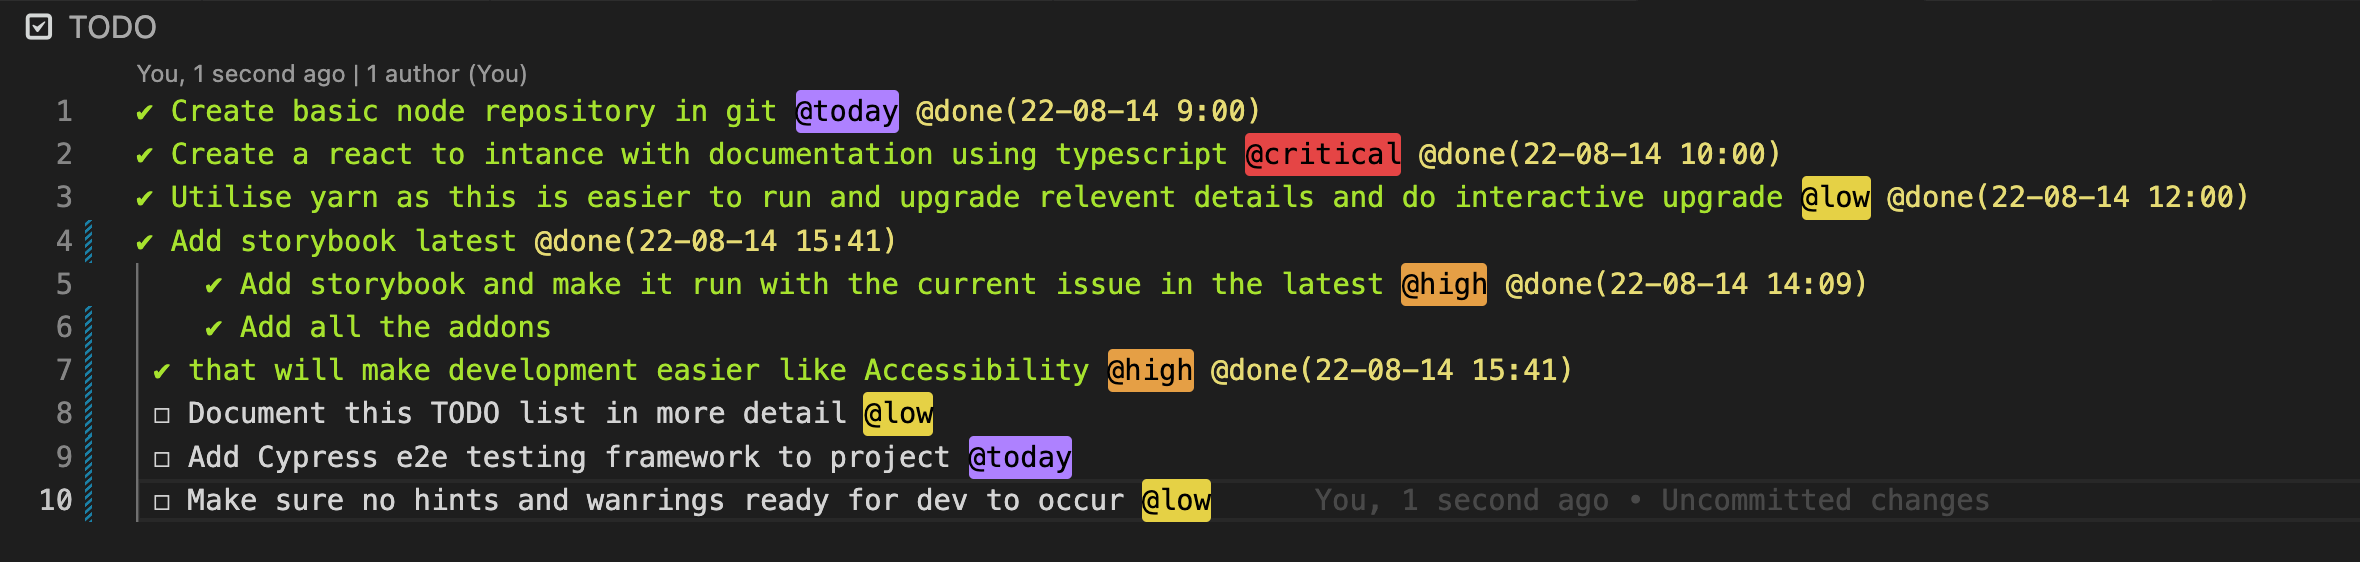 TODO
You, 1 second ago | 1 author (You)
1 ✔ Create basic node repository in git @today @done(22-08-14 9:00)
2 ✔ Create a react to intance with documentation using typescript @critical @done(22-08-14 10:00)
3 ✔ Utilise yarn as this is easier to run and upgrade relevent details and do interactive upgrade @low @done(22-08-14 12:00)
4 ✔ Add storybook latest @done(22-08-14 15:41)
5 ✔ Add storybook and make it run with the current issue in the latest @high @done(22-08-14 14:09)
6 ✔ Add all the addons
7 ✔ that will make development easier like Accessibility @high @done(22-08-14 15:41)
8 ☐ Document this TODO list in more detail @low
9 ☐ Add Cypress e2e testing framework to project @today
10 ☐ Make sure no hints and wanrings ready for dev to occur @low You, 1 second ago • Uncommitted changes